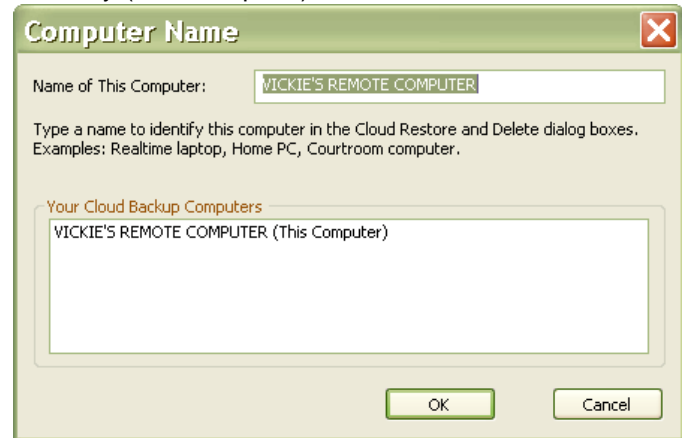 Computer Name
Name of This Computer: VICKIE'S REMOTE COMPUTER
Type a name to identify this computer in the Cloud Restore and Delete dialog boxes.
Examples: Realtime laptop, Home PC, Courtroom computer.
Your Cloud Backup Computers
VICKIE'S REMOTE COMPUTER (This Computer)
OK Cancel